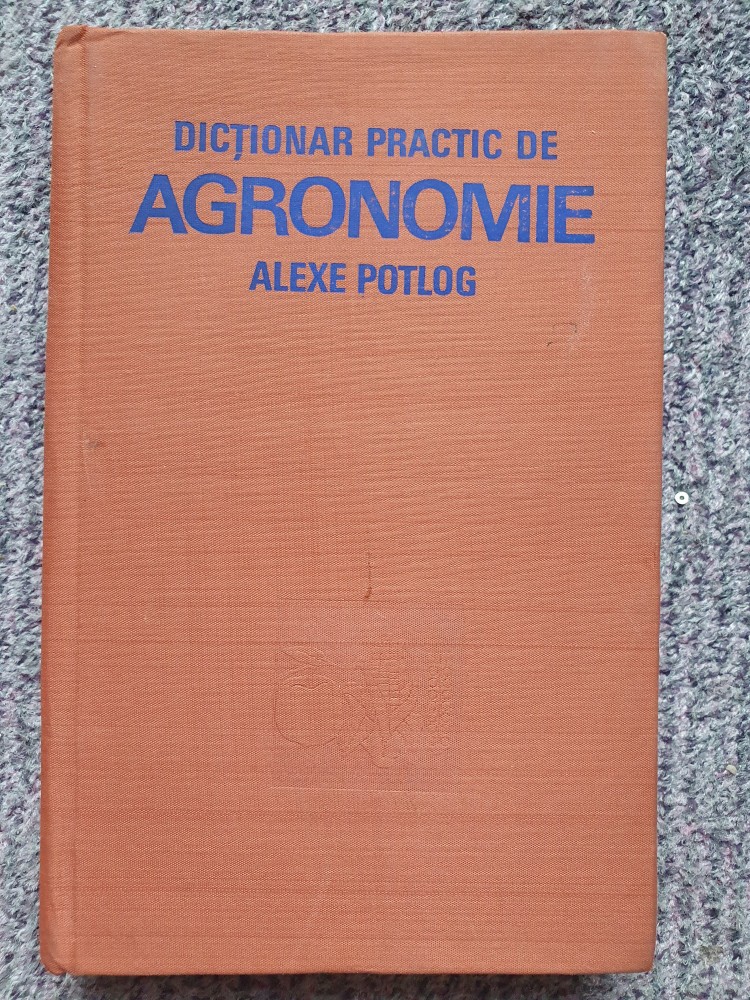 DICȚIONAR PRACTIC DE
AGRONOMIE
ALEXE POTLOG